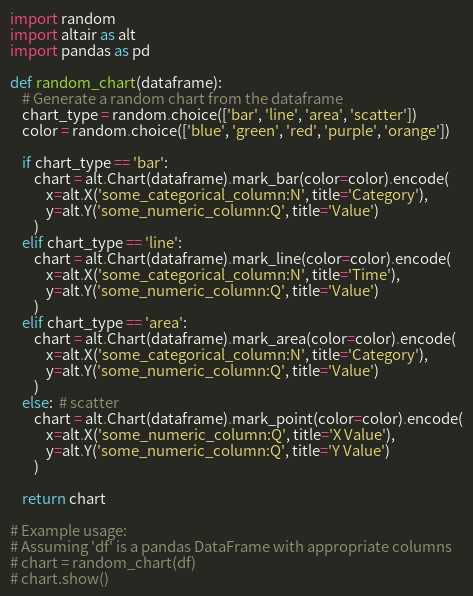 import random
import altair as alt
import pandas as pd

def random_chart(dataframe):
    # Generate a random chart from the dataframe
    chart_type = random.choice(['bar', 'line', 'area', 'scatter'])
    color = random.choice(['blue', 'green', 'red', 'purple', 'orange'])

    if chart_type == 'bar':
        chart = alt.Chart(dataframe).mark_bar(color=color).encode(
            x=alt.X('some_categorical_column:N', title='Category'),
            y=alt.Y('some_numeric_column:Q', title='Value')
        )
    elif chart_type == 'line':
        chart = alt.Chart(dataframe).mark_line(color=color).encode(
            x=alt.X('some_categorical_column:N', title='Time'),
            y=alt.Y('some_numeric_column:Q', title='Value')
        )
    elif chart_type == 'area':
        chart = alt.Chart(dataframe).mark_area(color=color).encode(
            x=alt.X('some_categorical_column:N', title='Category'),
            y=alt.Y('some_numeric_column:Q', title='Value')
        )
    else:  # scatter
        chart = alt.Chart(dataframe).mark_point(color=color).encode(
            x=alt.X('some_numeric_column:Q', title='X Value'),
            y=alt.Y('some_numeric_column:Q', title='Y Value')
        )

    return chart

# Example usage:
# Assuming 'df' is a pandas DataFrame with appropriate columns
# chart = random_chart(df)
# chart.show()